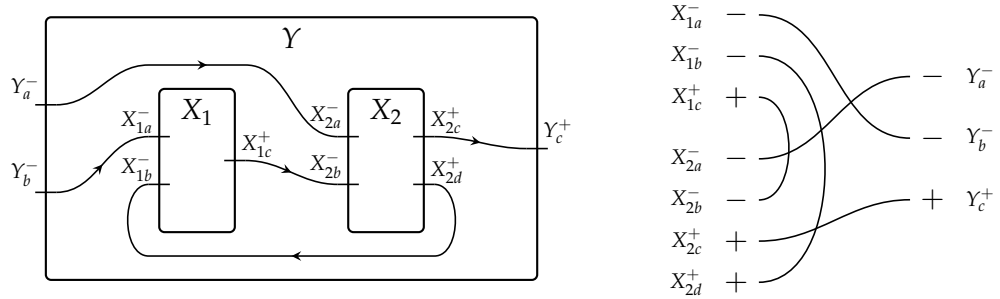 Y
Y_a^-
Y_b^-
X_{1a}^-
X_{1b}^-
X_1
X_{1c}^+
X_{2a}^-
X_{2b}^-
X_2
X_{2c}^+
X_{2d}^+
Y_c^+
X_{1a}^- −
X_{1b}^- −
X_{1c}^+ +
X_{2a}^- −
X_{2b}^- −
X_{2c}^+ +
X_{2d}^+ +
− Y_a^-
− Y_b^-
+ Y_c^+